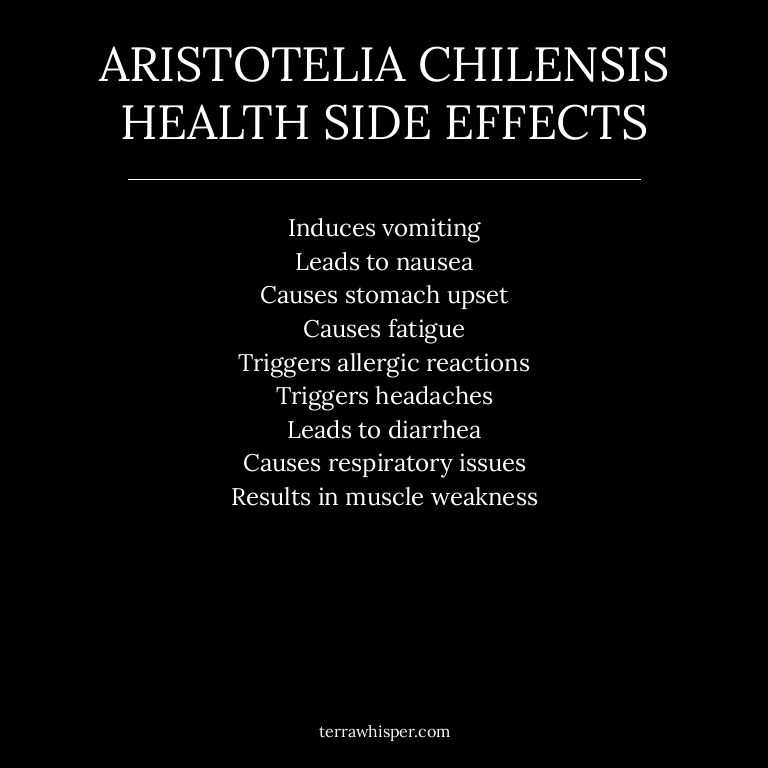 ARISTOTELIA CHILENSIS
HEALTH SIDE EFFECTS
Induces vomiting
Leads to nausea
Causes stomach upset
Causes fatigue
Triggers allergic reactions
Triggers headaches
Leads to diarrhea
Causes respiratory issues
Results in muscle weakness
terrawhisper.com